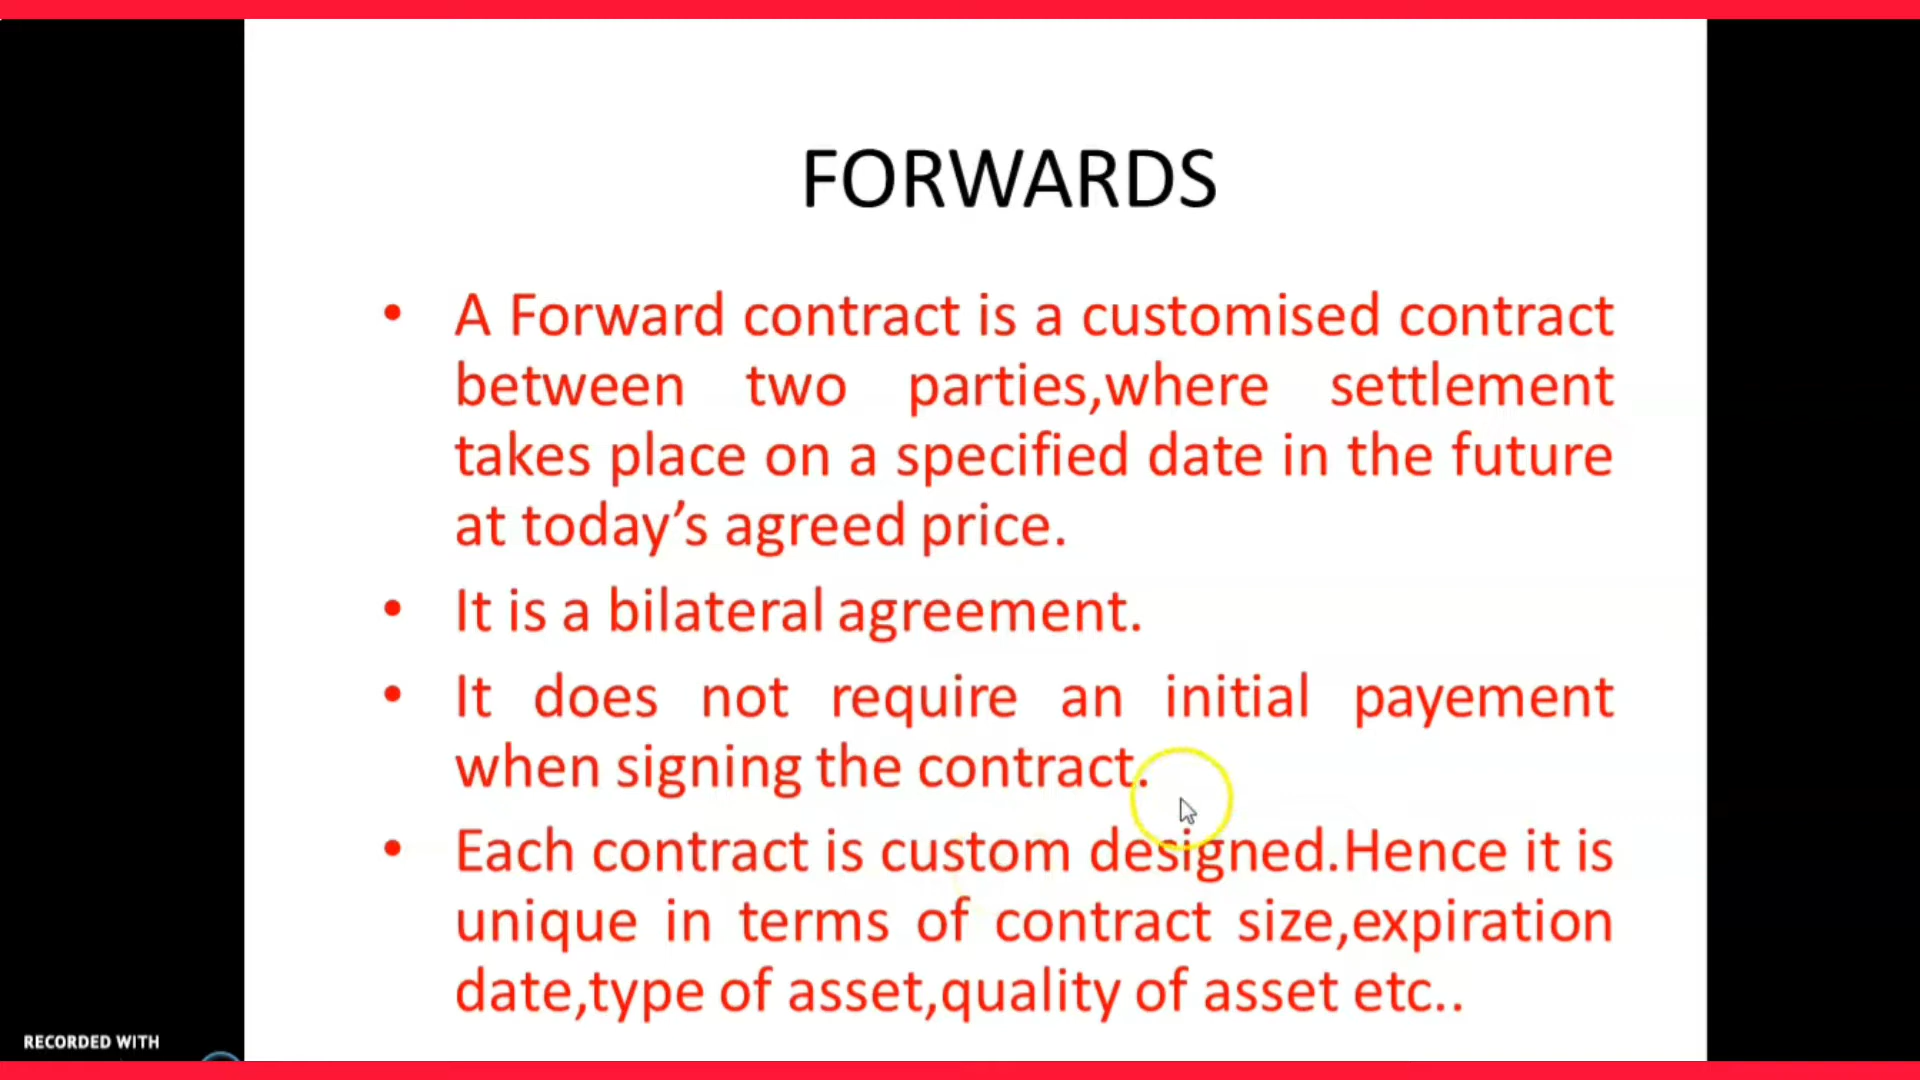 FORWARDS
• A Forward contract is a customised contract
between two parties,where settlement
takes place on a specified date in the future
at today’s agreed price.
• It is a bilateral agreement.
• It does not require an initial payement
when signing the contract.
• Each contract is custom designed.Hence it is
unique in terms of contract size,expiration
date,type of asset,quality of asset etc..
RECORDED WITH